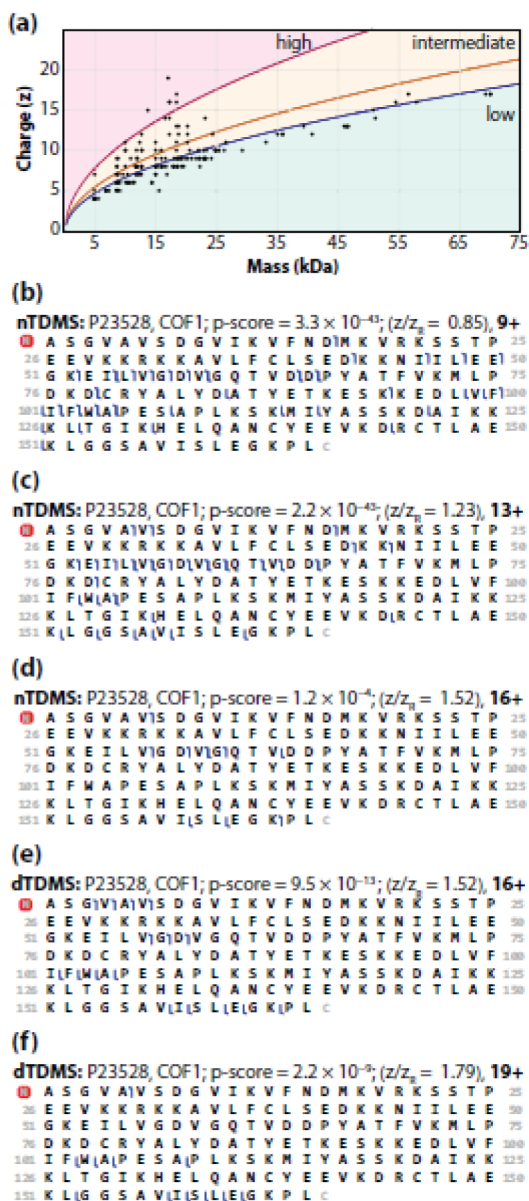 (a)
high
intermediate
low
Charge (z)
20
15
10
5
0
5 15 25 35 45 55 65 75
Mass (kDa)
(b)
nTDMS: P23528, COF1; p-score = 3.3 × 10⁻⁴³; (z/zR = 0.85), 9+
N A S G V A V S D G V I K V F N D M K V R K S S T P 25
26 E E V K K R K K A V L F C L S E D K K N I I L E E 50
51 G K E I L V G D V G Q T V D D P Y A T F V K M L P 75
76 D K D C R Y A L Y D A T Y E T K E S K K E D L V F 100
101 I F W A P E S A P L K S K M I Y A S S K D A I K K 125
126 K L T G I K H E L Q A N C Y E E V K D R C T L A E 150
151 K L G G S A V I S L E G K P L C
(c)
nTDMS: P23528, COF1; p-score = 2.2 × 10⁻⁴³; (z/zR = 1.23), 13+
N A S G V A V S D G V I K V F N D M K V R K S S T P 25
26 E E V K K R K K A V L F C L S E D K K N I I L E E 50
51 G K E I L V G D V G Q T V D D P Y A T F V K M L P 75
76 D K D C R Y A L Y D A T Y E T K E S K K E D L V F 100
101 I F W A P E S A P L K S K M I Y A S S K D A I K K 125
126 K L T G I K H E L Q A N C Y E E V K D R C T L A E 150
151 K L G G S A V I S L E G K P L C
(d)
nTDMS: P23528, COF1; p-score = 1.2 × 10⁻⁴; (z/zR = 1.52), 16+
N A S G V A V S D G V I K V F N D M K V R K S S T P 25
26 E E V K K R K K A V L F C L S E D K K N I I L E E 50
51 G K E I L V G D V G Q T V D D P Y A T F V K M L P 75
76 D K D C R Y A L Y D A T Y E T K E S K K E D L V F 100
101 I F W A P E S A P L K S K M I Y A S S K D A I K K 125
126 K L T G I K H E L Q A N C Y E E V K D R C T L A E 150
151 K L G G S A V I S L E G K P L C
(e)
dTDMS: P23528, COF1; p-score = 9.5 × 10⁻¹³; (z/zR = 1.52), 16+
N A S G V A V S D G V I K V F N D M K V R K S S T P 25
26 E E V K K R K K A V L F C L S E D K K N I I L E E 50
51 G K E I L V G D V G Q T V D D P Y A T F V K M L P 75
76 D K D C R Y A L Y D A T Y E T K E S K K E D L V F 100
101 I F W A P E S A P L K S K M I Y A S S K D A I K K 125
126 K L T G I K H E L Q A N C Y E E V K D R C T L A E 150
151 K L G G S A V I S L E G K P L C
(f)
dTDMS: P23528, COF1; p-score = 2.2 × 10⁻⁹; (z/zR = 1.79), 19+
N A S G V A V S D G V I K V F N D M K V R K S S T P 25
26 E E V K K R K K A V L F C L S E D K K N I I L E E 50
51 G K E I L V G D V G Q T V D D P Y A T F V K M L P 75
76 D K D C R Y A L Y D A T Y E T K E S K K E D L V F 100
101 I F W A P E S A P L K S K M I Y A S S K D A I K K 125
126 K L T G I K H E L Q A N C Y E E V K D R C T L A E 150
151 K L G G S A V I S L E G K P L C